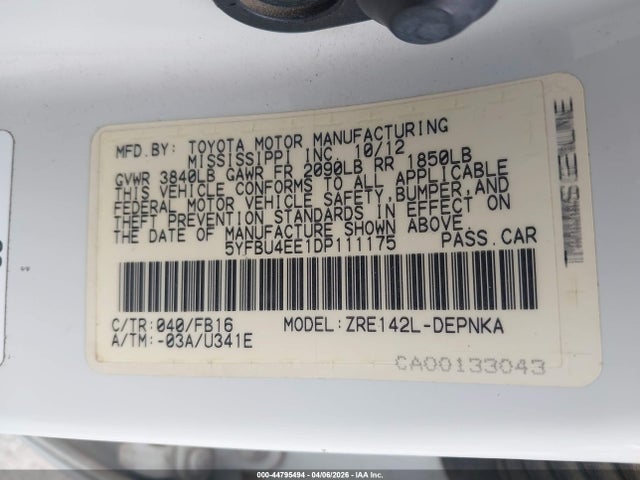 MFD. BY: TOYOTA MOTOR MANUFACTURING
MISSISSIPPI INC. 10/12
GVWR 3840LB GAWR FR 2090LB RR 1850LB
THIS VEHICLE CONFORMS TO ALL APPLICABLE
FEDERAL MOTOR VEHICLE SAFETY,BUMPER,AND
THEFT PREVENTION STANDARDS IN EFFECT ON
THE DATE OF MANUFACTURE SHOWN ABOVE.
5YFBU4EE1DP111175 PASS.CAR
C/TR:040/FB16 MODEL:ZRE142L-DEPNKA
A/TM:-03A/U341E
CA00133043
000-44795494 - 04/06/2026 - IAA Inc.